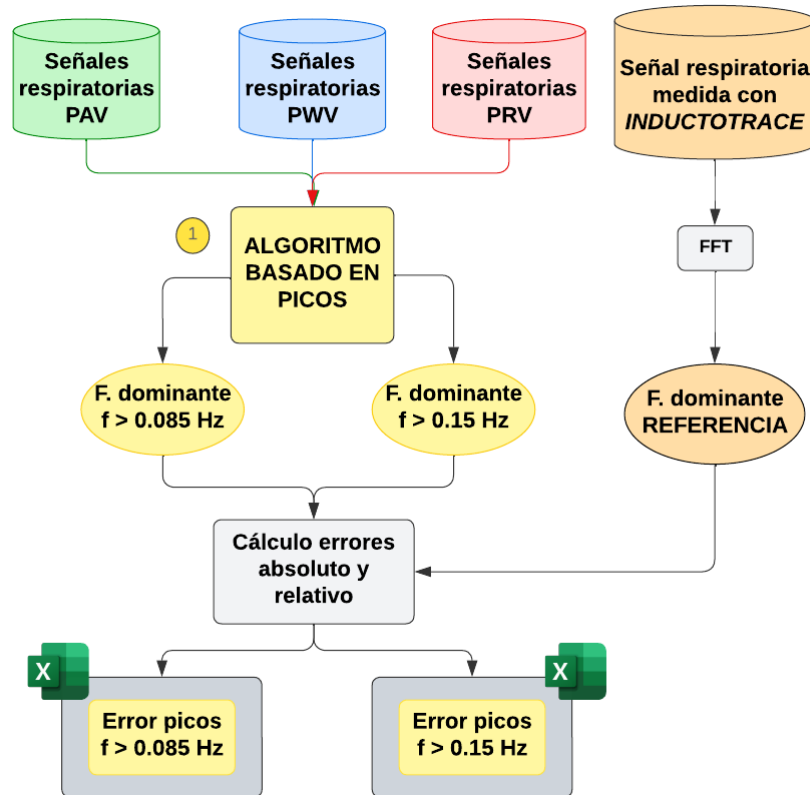 Señales
respiratorias
PAV
Señales
respiratorias
PWV
Señales
respiratorias
PRV
Señal respiratoria
medida con
INDUCTOTRACE
1
ALGORITMO
BASADO EN
PICOS
FFT
F. dominante
f > 0.085 Hz
F. dominante
f > 0.15 Hz
F. dominante
REFERENCIA
Cálculo errores
absoluto y
relativo
X
Error picos
f > 0.085 Hz
X
Error picos
f > 0.15 Hz